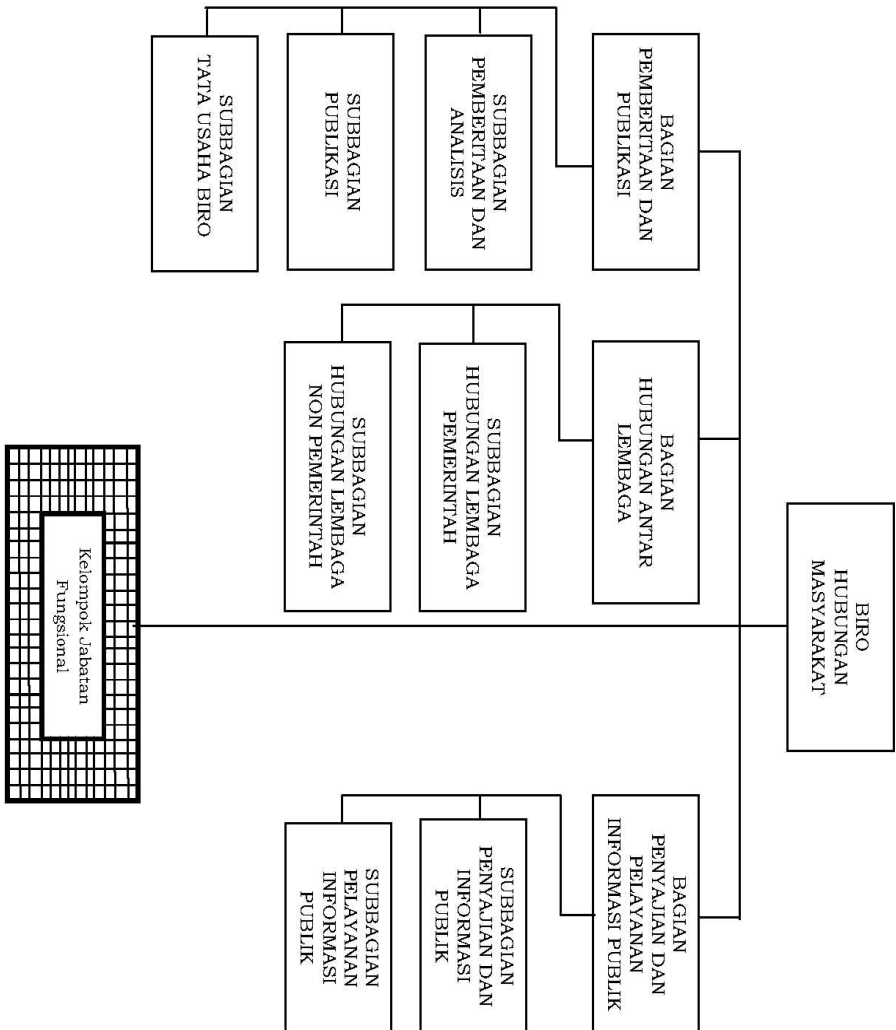 BIRO
HUBUNGAN
MASYARAKAT
BAGIAN
PEMBERITAAN DAN
PUBLIKASI
BAGIAN
HUBUNGAN ANTAR
LEMBAGA
BAGIAN
PENYAJIAN DAN
PELAYANAN
INFORMASI PUBLIK
SUBBAGIAN
PEMBERITAAN DAN
ANALISIS
SUBBAGIAN
HUBUNGAN LEMBAGA
PEMERINTAH
SUBBAGIAN
PENYAJIAN DAN
INFORMASI
PUBLIK
SUBBAGIAN
PUBLIKASI
SUBBAGIAN
HUBUNGAN LEMBAGA
NON PEMERINTAH
SUBBAGIAN
PELAYANAN
INFORMASI
PUBLIK
SUBBAGIAN
TATA USAHA BIRO
Kelompok Jabatan
Fungsional